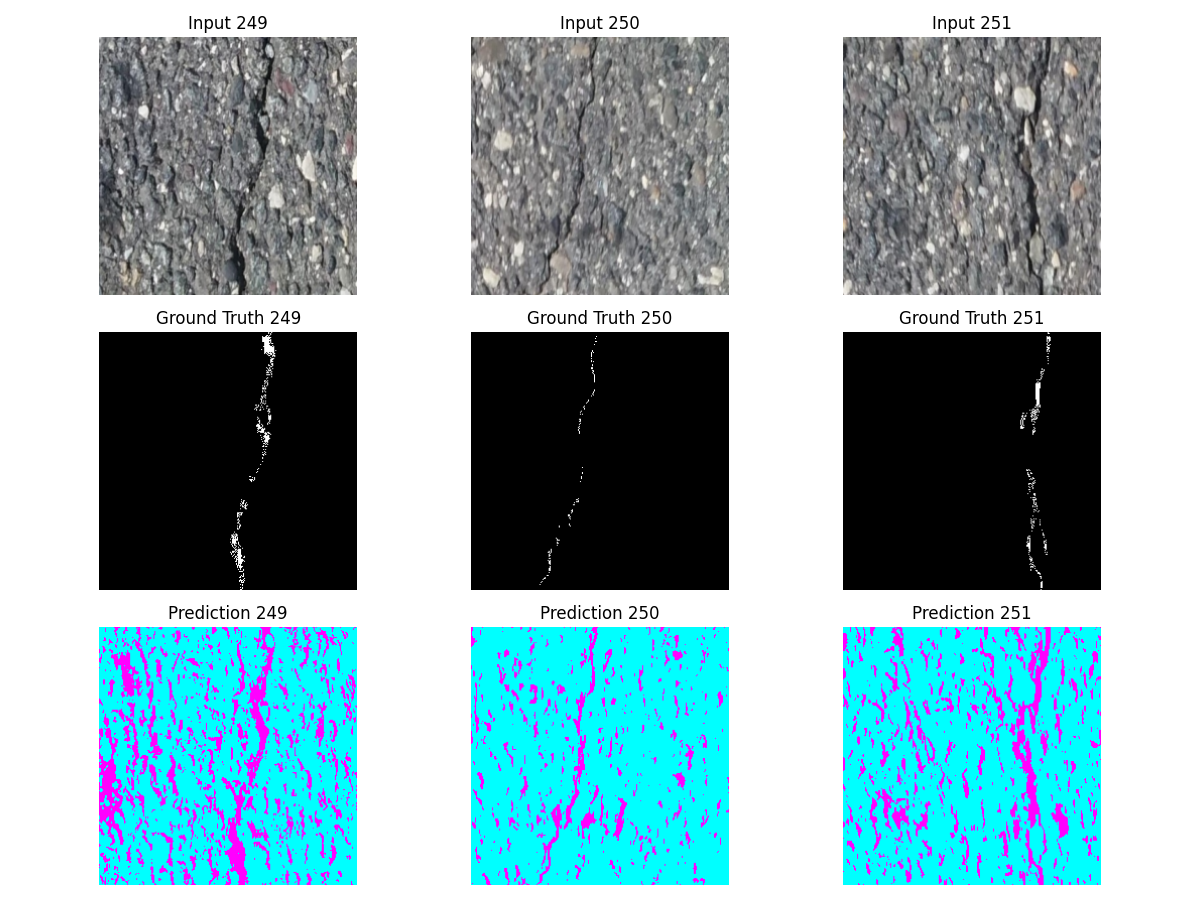 Input 249
Input 250
Input 251
Ground Truth 249
Ground Truth 250
Ground Truth 251
Prediction 249
Prediction 250
Prediction 251